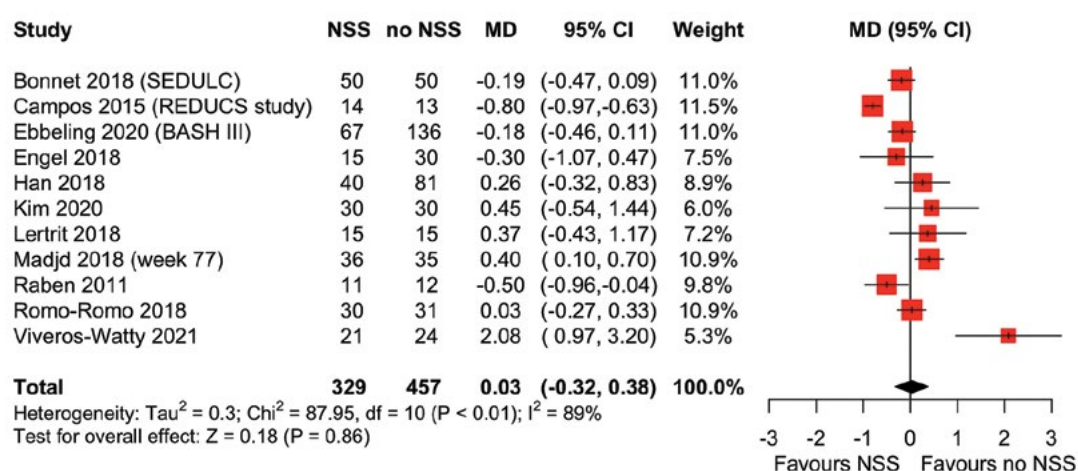 Study NSS no NSS MD 95% CI Weight MD (95% CI)
Bonnet 2018 (SEDULC) 50 50 -0.19 (-0.47, 0.09) 11.0%
Campos 2015 (REDUCS study) 14 13 -0.80 (-0.97,-0.63) 11.5%
Ebbeling 2020 (BASH III) 67 136 -0.18 (-0.46, 0.11) 11.0%
Engel 2018 15 30 -0.30 (-1.07, 0.47) 7.5%
Han 2018 40 81 0.26 (-0.32, 0.83) 8.9%
Kim 2020 30 30 0.45 (-0.54, 1.44) 6.0%
Lertrit 2018 15 15 0.37 (-0.43, 1.17) 7.2%
Madjd 2018 (week 77) 36 35 0.40 ( 0.10, 0.70) 10.9%
Raben 2011 11 12 -0.50 (-0.96,-0.04) 9.8%
Romo-Romo 2018 30 31 0.03 (-0.27, 0.33) 10.9%
Viveros-Watty 2021 21 24 2.08 ( 0.97, 3.20) 5.3%
Total 329 457 0.03 (-0.32, 0.38) 100.0%
Heterogeneity: Tau² = 0.3; Chi² = 87.95, df = 10 (P < 0.01); I² = 89%
Test for overall effect: Z = 0.18 (P = 0.86)
-3 -2 -1 0 1 2 3
Favours NSS Favours no NSS